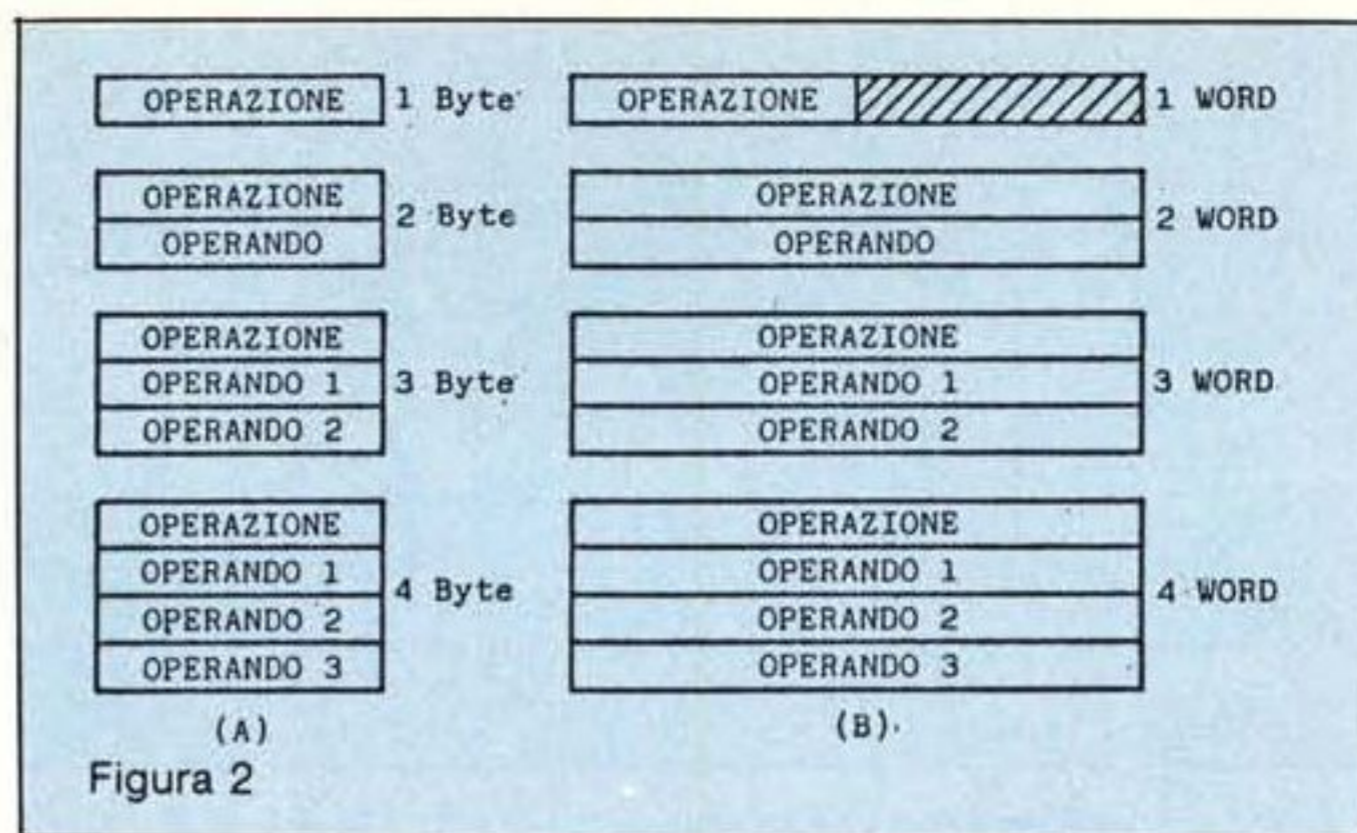 OPERAZIONE 1 Byte
OPERAZIONE 1 WORD
OPERAZIONE
OPERANDO
2 Byte
OPERAZIONE
OPERANDO
2 WORD
OPERAZIONE
OPERANDO 1
OPERANDO 2
3 Byte
OPERAZIONE
OPERANDO 1
OPERANDO 2
3 WORD
OPERAZIONE
OPERANDO 1
OPERANDO 2
OPERANDO 3
4 Byte
OPERAZIONE
OPERANDO 1
OPERANDO 2
OPERANDO 3
4 WORD
(A)
(B).
Figura 2